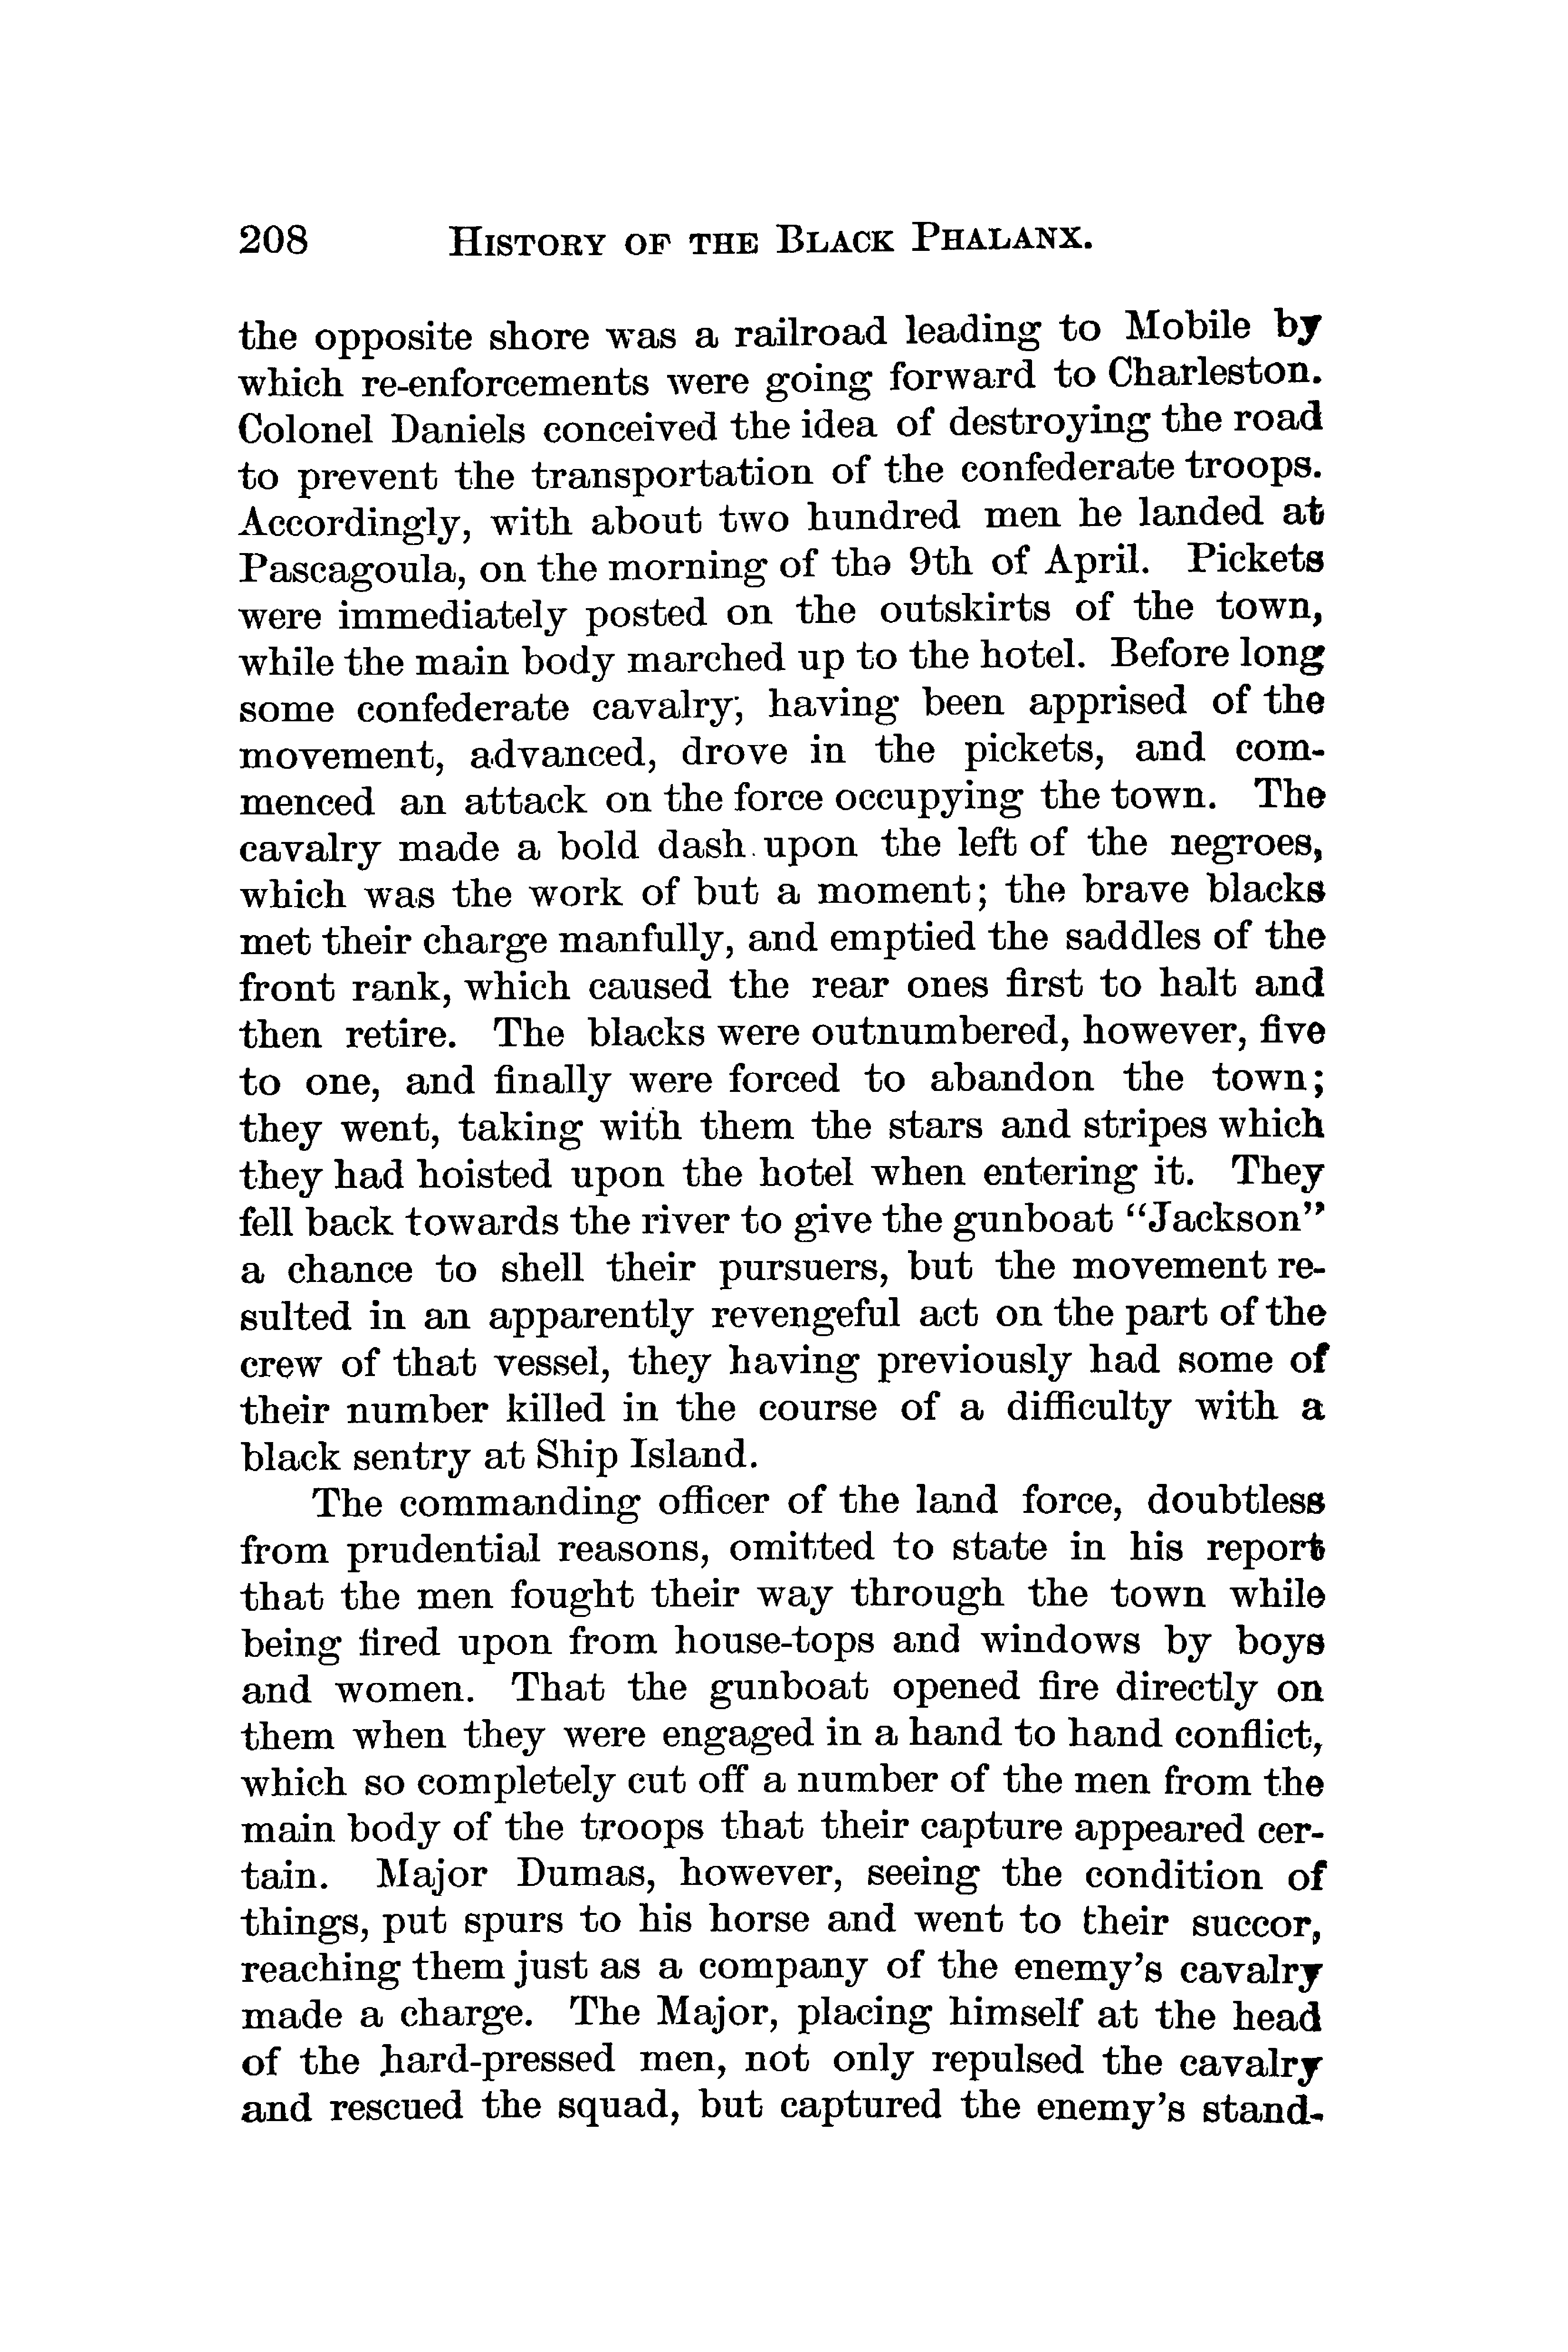 208 HISTORY OF THE BLACK PHALANX.
the opposite shore was a railroad leading to Mobile by
which re-enforcements were going forward to Charleston.
Colonel Daniels conceived the idea of destroying the road
to prevent the transportation of the confederate troops.
Accordingly, with about two hundred men he landed at
Pascagoula, on the morning of the 9th of April. Pickets
were immediately posted on the outskirts of the town,
while the main body marched up to the hotel. Before long
some confederate cavalry, having been apprised of the
movement, advanced, drove in the pickets, and com-
menced an attack on the force occupying the town. The
cavalry made a bold dash upon the left of the negroes,
which was the work of but a moment; the brave blacks
met their charge manfully, and emptied the saddles of the
front rank, which caused the rear ones first to halt and
then retire. The blacks were outnumbered, however, five
to one, and finally were forced to abandon the town;
they went, taking with them the stars and stripes which
they had hoisted upon the hotel when entering it. They
fell back towards the river to give the gunboat “Jackson”
a chance to shell their pursuers, but the movement re-
sulted in an apparently revengeful act on the part of the
crew of that vessel, they having previously had some of
their number killed in the course of a difficulty with a
black sentry at Ship Island.
The commanding officer of the land force, doubtless
from prudential reasons, omitted to state in his report
that the men fought their way through the town while
being fired upon from house-tops and windows by boys
and women. That the gunboat opened fire directly on
them when they were engaged in a hand to hand conflict,
which so completely cut off a number of the men from the
main body of the troops that their capture appeared cer-
tain. Major Dumas, however, seeing the condition of
things, put spurs to his horse and went to their succor,
reaching them just as a company of the enemy’s cavalry
made a charge. The Major, placing himself at the head
of the hard-pressed men, not only repulsed the cavalry
and rescued the squad, but captured the enemy’s stand-